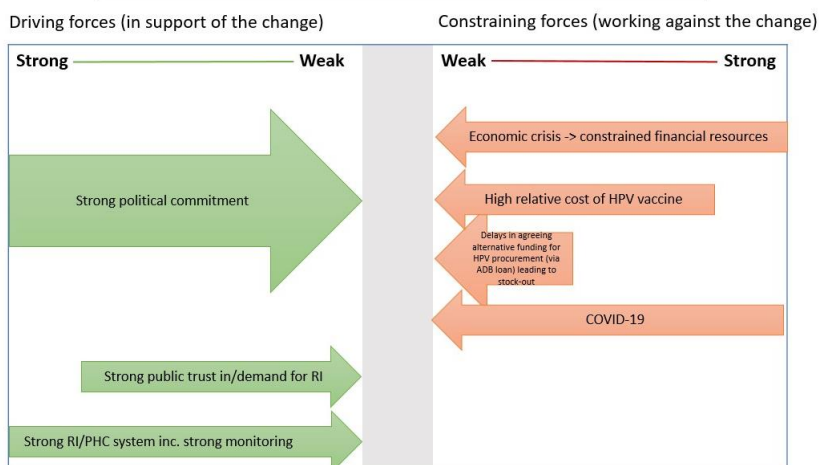 Driving forces (in support of the change)
Constraining forces (working against the change)
Strong
Weak
Weak
Strong
Strong political commitment
Strong public trust in/demand for RI
Strong RI/PHC system inc. strong monitoring
Economic crisis -> constrained financial resources
High relative cost of HPV vaccine
Delays in agreeing
alternative funding for
HPV procurement (via
ADB loan) leading to
stock-out
COVID-19